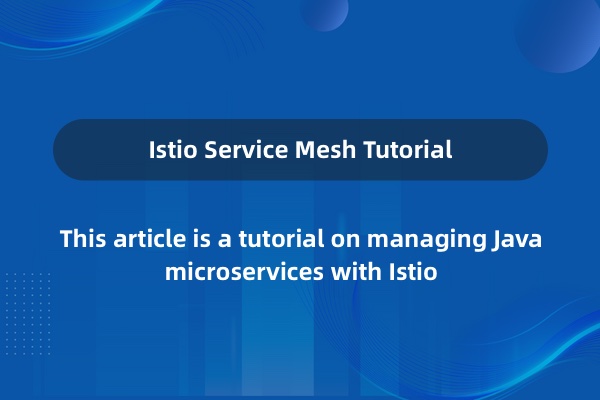 Istio Service Mesh Tutorial
This article is a tutorial on managing Java
microservices with Istio